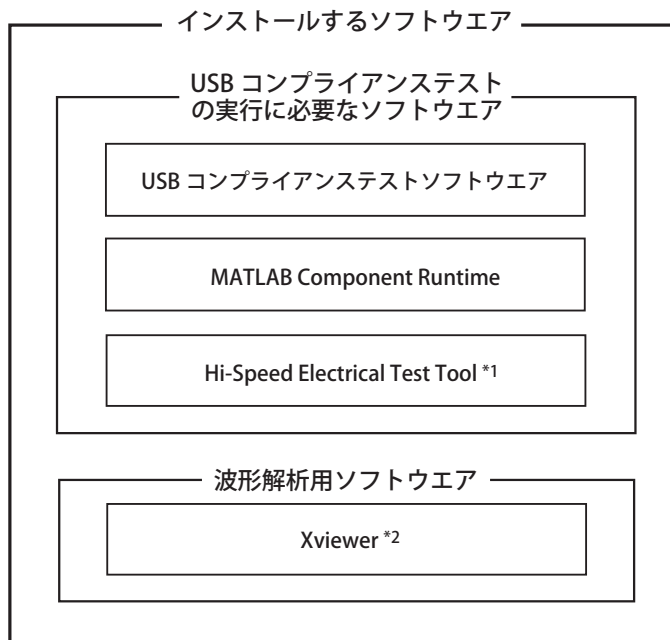 インストールするソフトウエア
USB コンプライアンステスト
の実行に必要なソフトウエア
USB コンプライアンステストソフトウエア
MATLAB Component Runtime
Hi-Speed Electrical Test Tool *1
波形解析用ソフトウエア
Xviewer *2